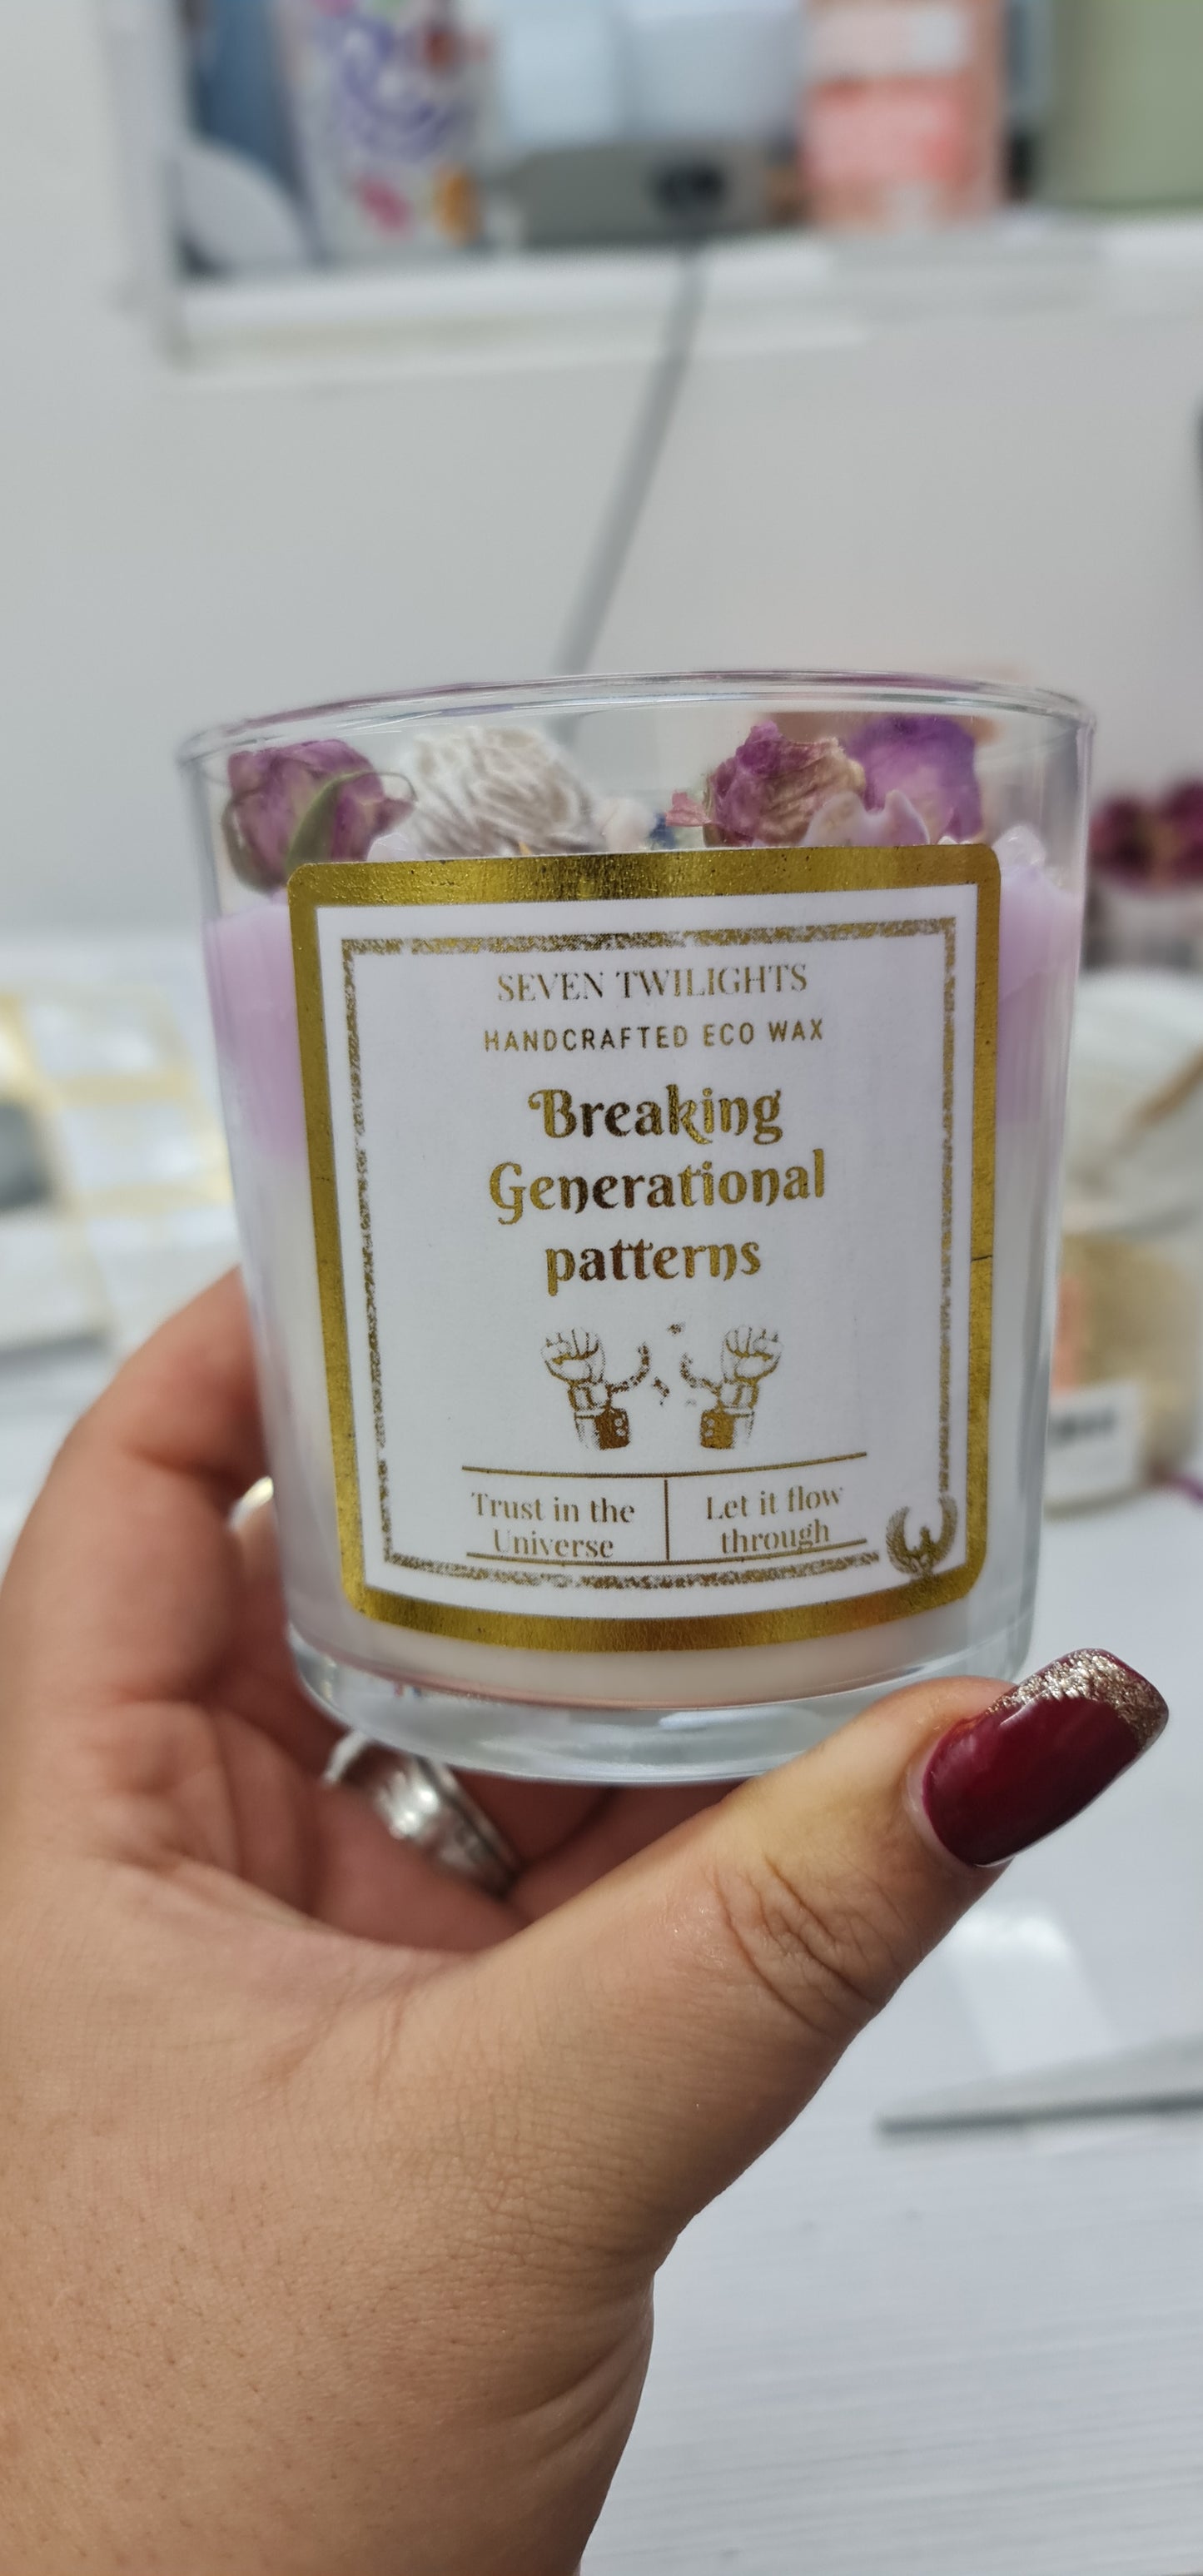 SEVEN TWILIGHTS
HANDCRAFTED ECO WAX
Breaking
Generational
patterns
Trust in the
Universe
Let it flow
through